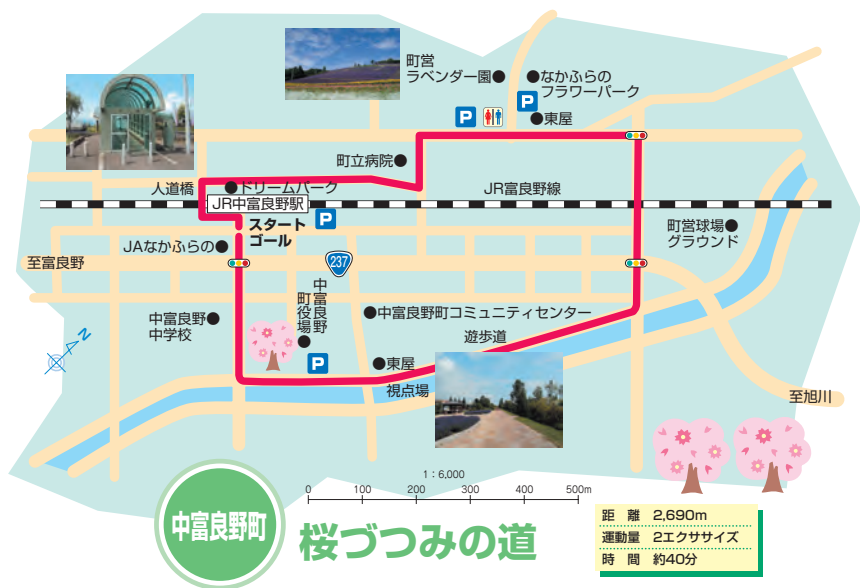 町営
ラベンダー園
なかふらの
フラワーパーク
P
P
東屋
町立病院
人道橋
ドリームパーク
JR富良野線
JR中富良野駅
スタート
ゴール
P
町営球場
グラウンド
JAなかふらの
至富良野
237
中富良野
町役場
中富良野
中学校
中富良野町コミュニティセンター
遊歩道
N
P
東屋
視点場
至旭川
1:6,000
0 100 200 300 400 500m
中富良野町
桜づつみの道
距 離 2,690m
運動量 2エクササイズ
時 間 約40分